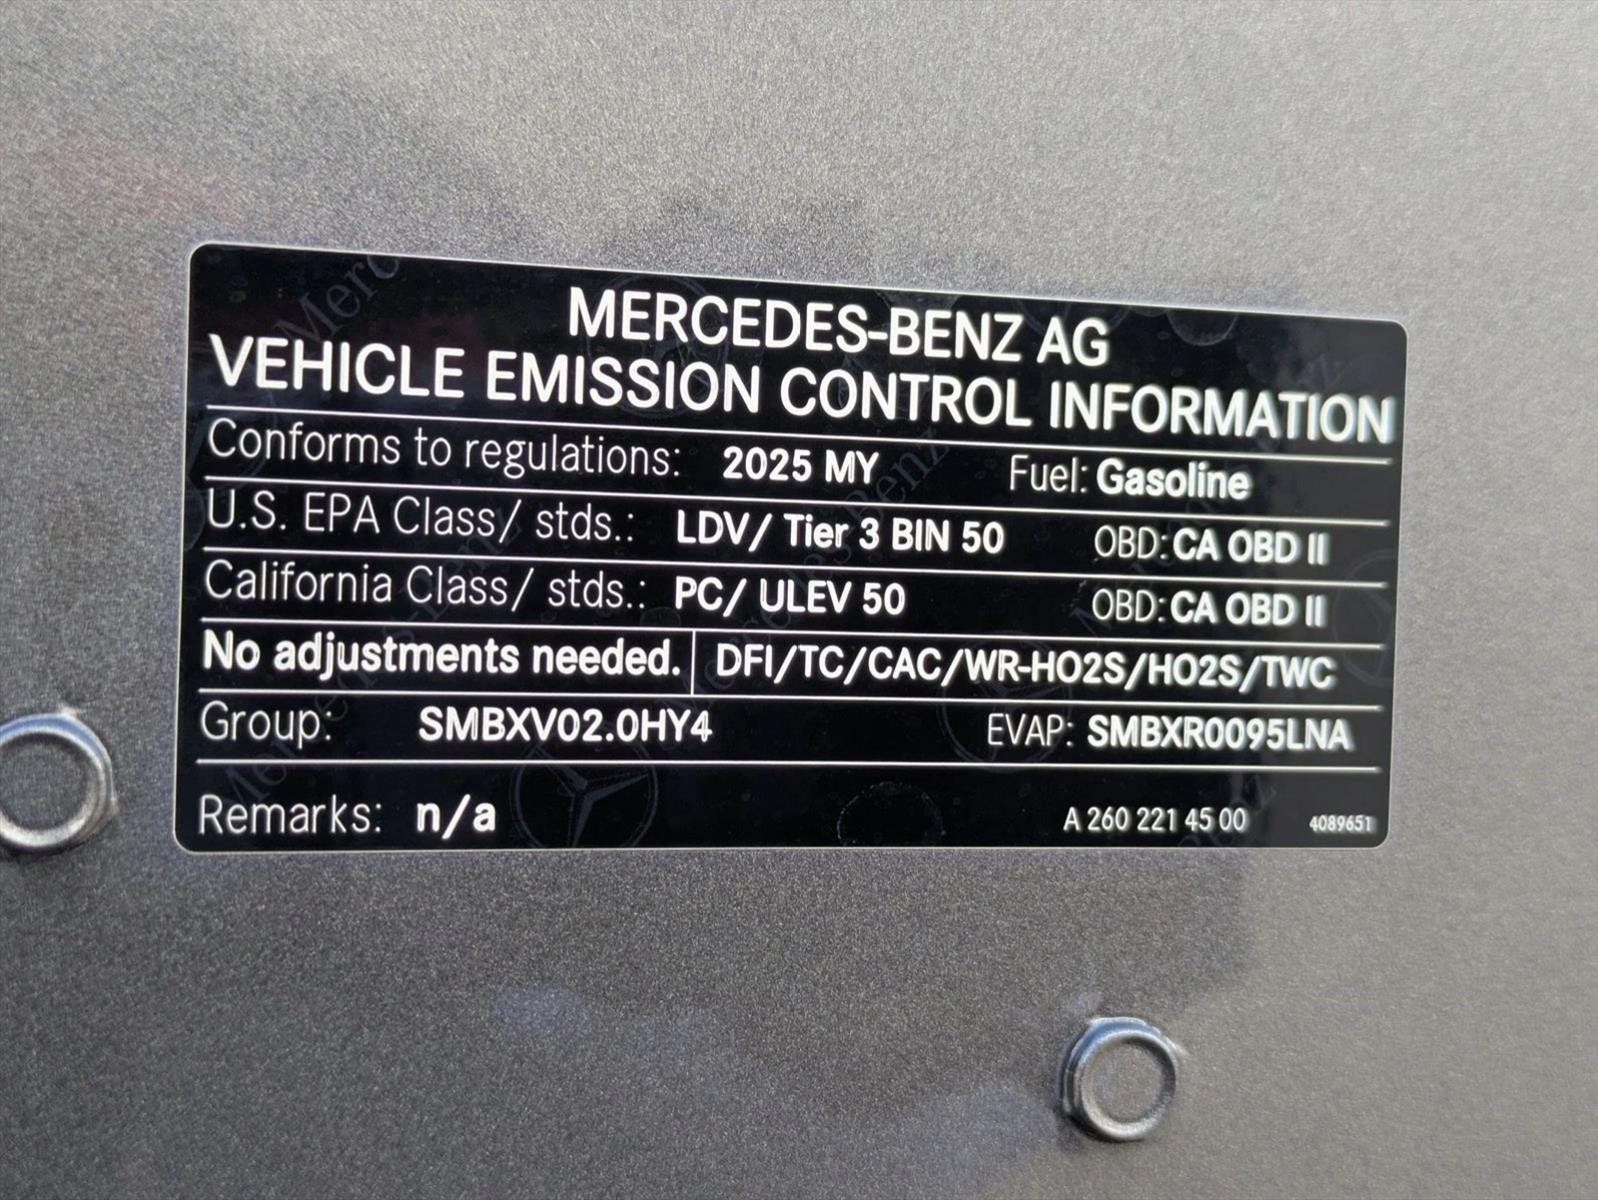 MERCEDES-BENZ AG
VEHICLE EMISSION CONTROL INFORMATION
Conforms to regulations: 2025 MY Fuel: Gasoline
U.S. EPA Class/ stds.: LDV/ Tier 3 BIN 50 OBD: CA OBD II
California Class/ stds.: PC/ ULEV 50 OBD: CA OBD II
No adjustments needed. DFI/TC/CAC/WR-HO2S/HO2S/TWC
Group: SMBXV02.0HY4 EVAP: SMBXR0095LNA
Remarks: n/a A 260 221 45 00 4089651